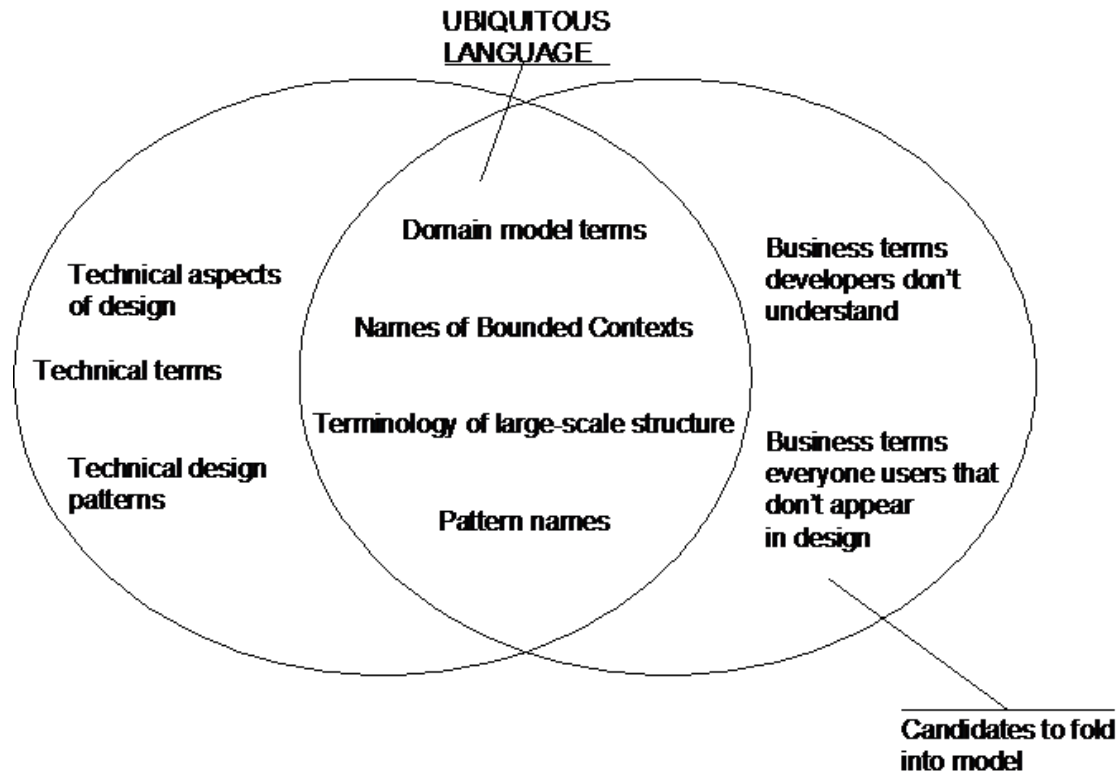 UBIQUITOUS
LANGUAGE
Domain model terms
Names of Bounded Contexts
Terminology of large-scale structure
Pattern names
Technical aspects
of design
Technical terms
Technical design
patterns
Business terms
developers don't
understand
Business terms
everyone users that
don't appear
in design
Candidates to fold
into model